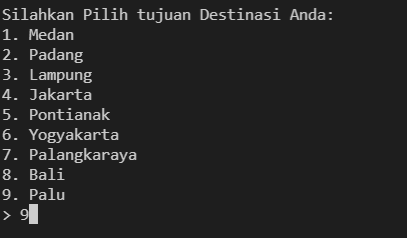 Silahkan Pilih tujuan Destinasi Anda:
1. Medan
2. Padang
3. Lampung
4. Jakarta
5. Pontianak
6. Yogyakarta
7. Palangkaraya
8. Bali
9. Palu
> 9